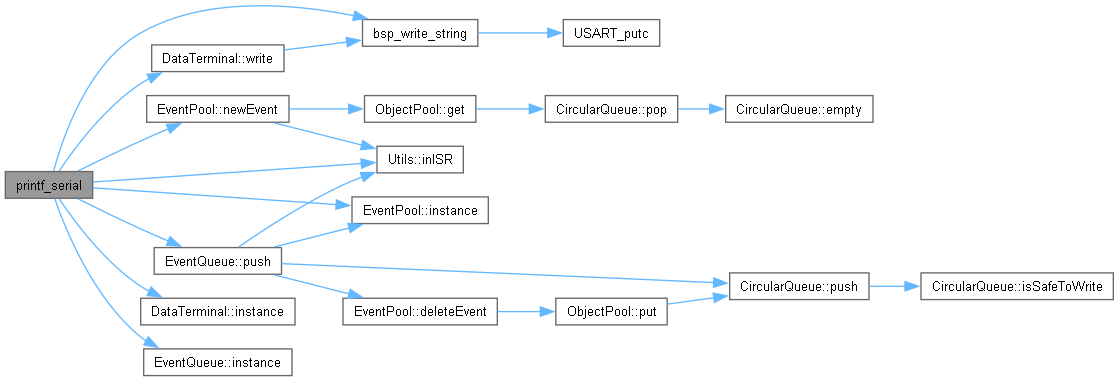 printf_serial
bsp_write_string
USART_putc
DataTerminal::write
EventPool::newEvent
ObjectPool::get
CircularQueue::pop
CircularQueue::empty
Utils::inISR
EventPool::instance
EventQueue::push
CircularQueue::push
CircularQueue::isSafeToWrite
DataTerminal::instance
EventPool::deleteEvent
ObjectPool::put
EventQueue::instance